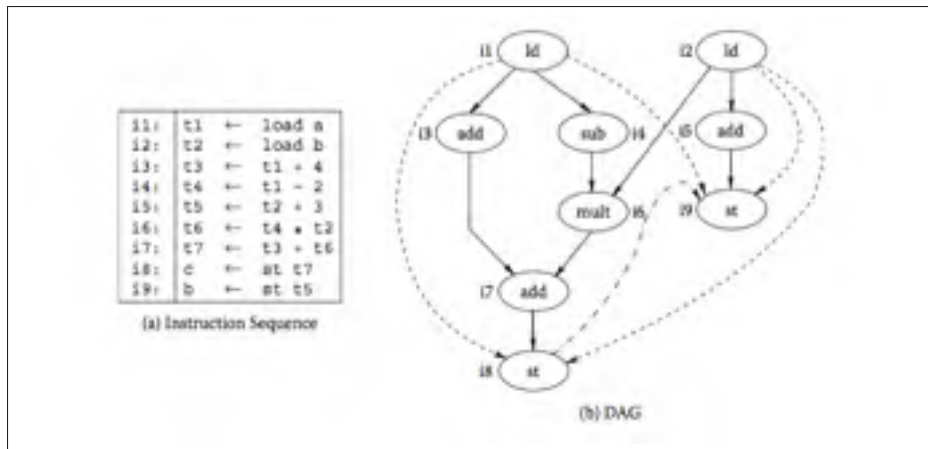 i1: t1 ← load a
i2: t2 ← load b
i3: t3 ← t1 + 4
i4: t4 ← t1 - 2
i5: t5 ← t2 + 3
i6: t6 ← t4 * t2
i7: t7 ← t3 + t6
i8: c ← st t7
i9: b ← st t5
(a) Instruction Sequence
i1 ld
i2 ld
i3 add
sub i4
i5 add
mult i6
i9 st
i7 add
i8 st
(b) DAG